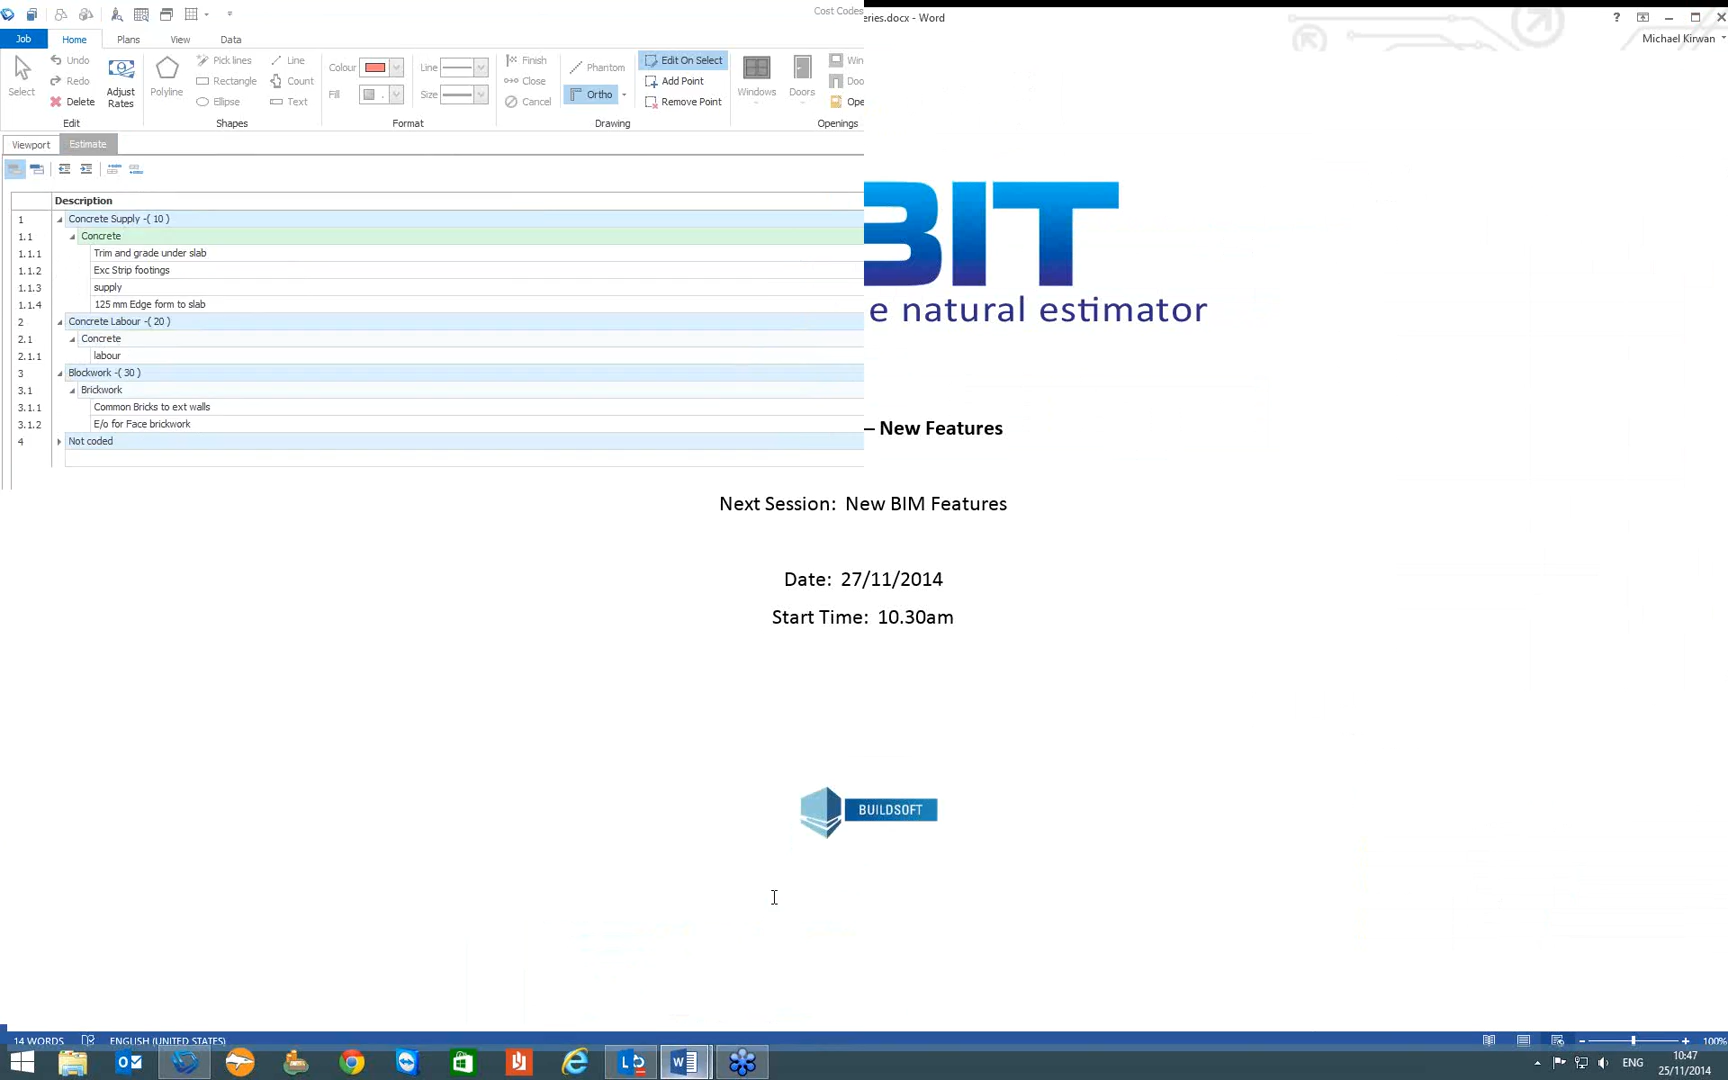 Cost Codes
eries.docx - Word
?
Michael Kirwan
Job
Home
Plans
View
Data
Select
Undo
Redo
Delete
Edit
Adjust
Rates
Polyline
Pick lines
Rectangle
Ellipse
Line
Count
Text
Shapes
Colour
Fill
Line
Size
Format
Finish
Close
Cancel
Phantom
Ortho
Edit On Select
Add Point
Remove Point
Drawing
Windows
Doors
Win
Doo
Ope
Openings
Viewport
Estimate
Description
1 Concrete Supply -( 10 )
1.1 Concrete
1.1.1 Trim and grade under slab
1.1.2 Exc Strip footings
1.1.3 supply
1.1.4 125 mm Edge form to slab
2 Concrete Labour -( 20 )
2.1 Concrete
2.1.1 labour
3 Blockwork -( 30 )
3.1 Brickwork
3.1.1 Common Bricks to ext walls
3.1.2 E/o for Face brickwork
4 Not coded
BIT
e natural estimator
– New Features
Next Session: New BIM Features
Date: 27/11/2014
Start Time: 10.30am
BUILDSOFT
14 WORDS
ENGLISH (UNITED STATES)
100%
ENG
10:47
25/11/2014